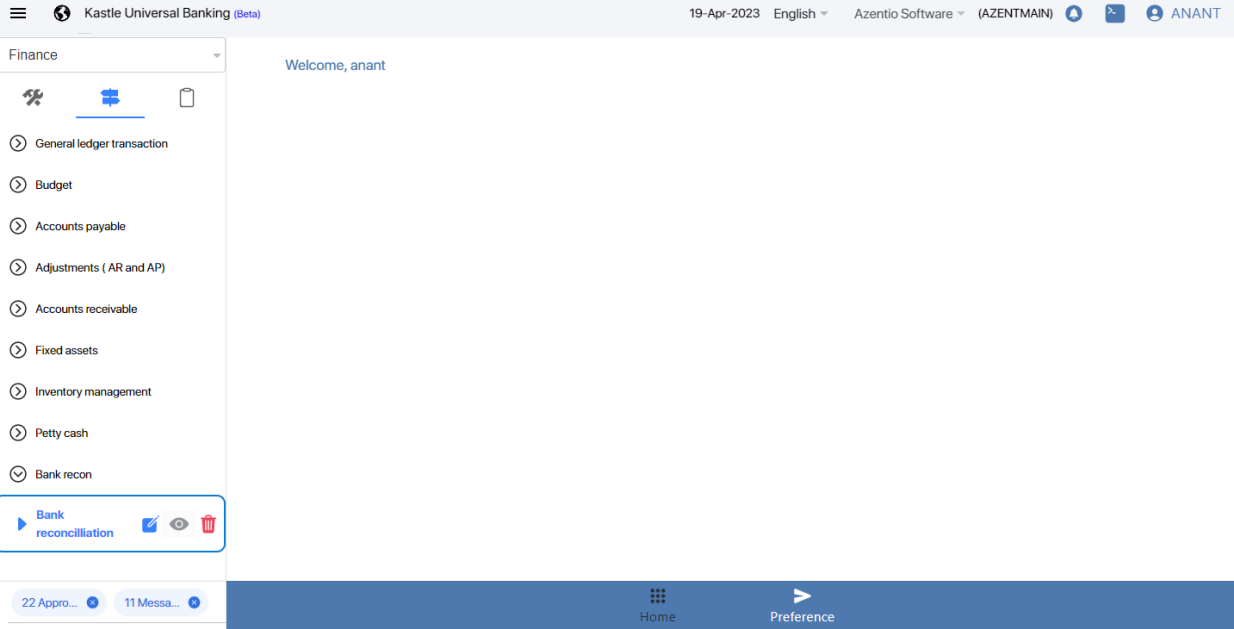 Kastle Universal Banking (Beta)
19-Apr-2023 English Azentio Software (AZENTMAIN) ANANT
Finance
Welcome, anant
General ledger transaction
Budget
Accounts payable
Adjustments ( AR and AP)
Accounts receivable
Fixed assets
Inventory management
Petty cash
Bank recon
Bank
reconcilliation
22 Appro... 11 Messa...
Home Preference